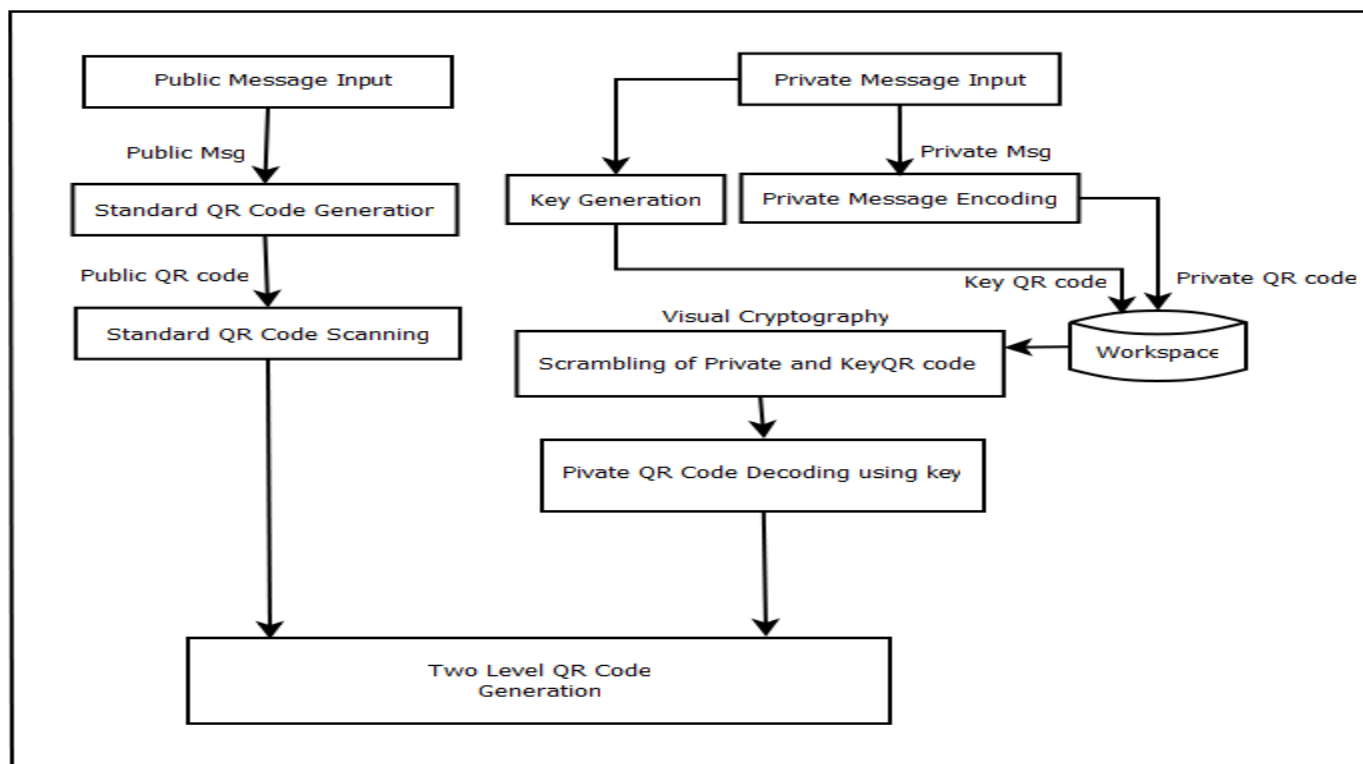 Public Message Input
Public Msg
Standard QR Code Generatior
Public QR code
Standard QR Code Scanning
Private Message Input
Private Msg
Key Generation
Private Message Encoding
Key QR code
Private QR code
Workspace
Visual Cryptography
Scrambling of Private and KeyQR code
Pivate QR Code Decoding using key
Two Level QR Code
Generation